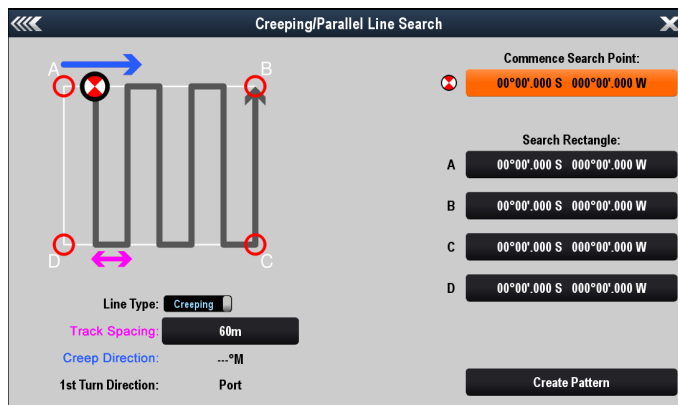 Creeping/Parallel Line Search
A
B
D
C
Line Type: Creeping
Track Spacing: 60m
Creep Direction: ---°M
1st Turn Direction: Port
Commence Search Point:
00°00'.000 S 000°00'.000 W
Search Rectangle:
A 00°00'.000 S 000°00'.000 W
B 00°00'.000 S 000°00'.000 W
C 00°00'.000 S 000°00'.000 W
D 00°00'.000 S 000°00'.000 W
Create Pattern